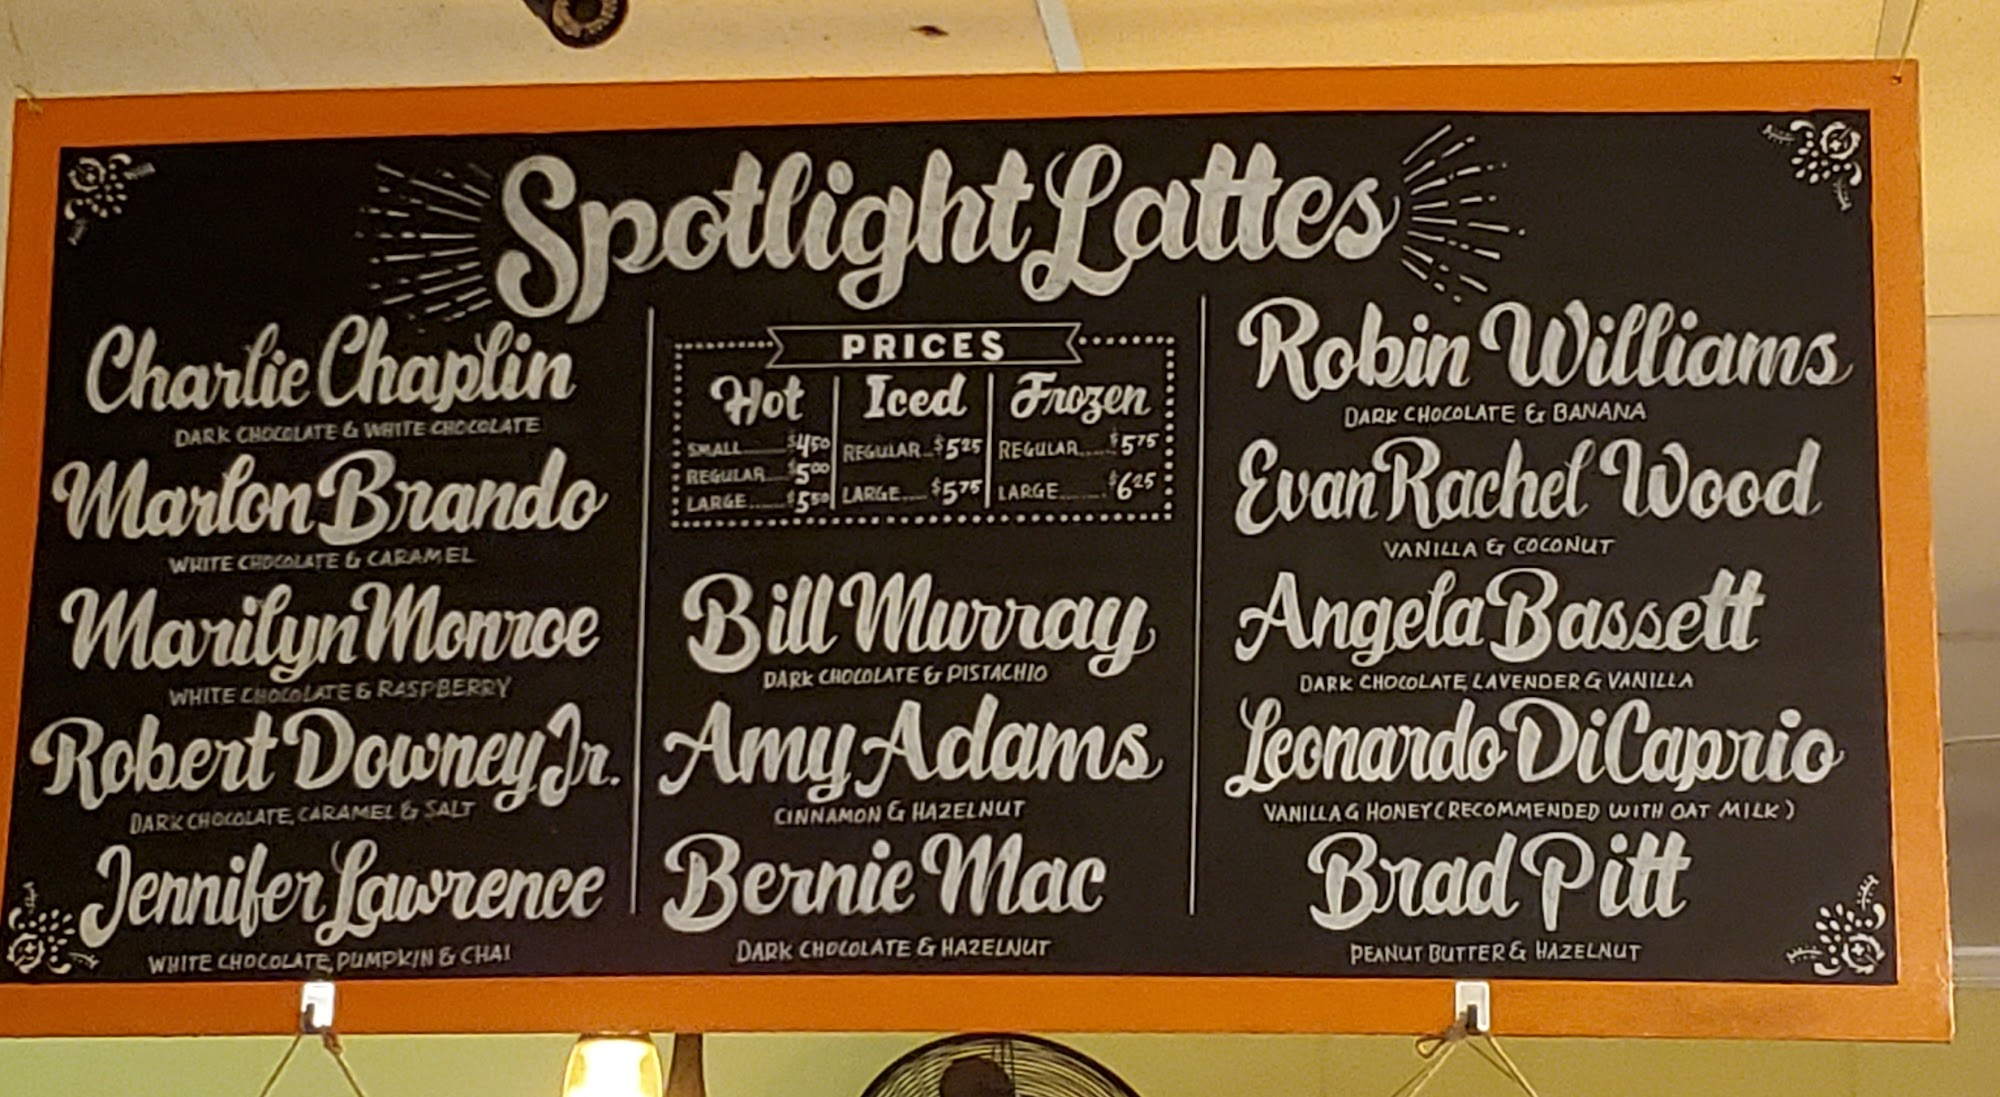 Spotlight Lattes
Charlie Chaplin
DARK CHOCOLATE & WHITE CHOCOLATE
Marlon Brando
WHITE CHOCOLATE & CARAMEL
Marilyn Monroe
WHITE CHOCOLATE & RASPBERRY
Robert Downey Jr.
DARK CHOCOLATE, CARAMEL & SALT
Jennifer Lawrence
WHITE CHOCOLATE, PUMPKIN & CHAI
PRICES
Hot
SMALL......$4.50
REGULAR...$5.00
LARGE......$5.50
Iced
REGULAR...$5.25
LARGE....$5.75
Frozen
REGULAR.....$5.75
LARGE........$6.25
Bill Murray
DARK CHOCOLATE & PISTACHIO
Amy Adams
CINNAMON & HAZELNUT
Bernie Mac
DARK CHOCOLATE & HAZELNUT
Robin Williams
DARK CHOCOLATE & BANANA
Evan Rachel Wood
VANILLA & COCONUT
Angela Bassett
DARK CHOCOLATE, LAVENDER & VANILLA
Leonardo DiCaprio
VANILLA & HONEY (RECOMMENDED WITH OAT MILK)
Brad Pitt
PEANUT BUTTER & HAZELNUT